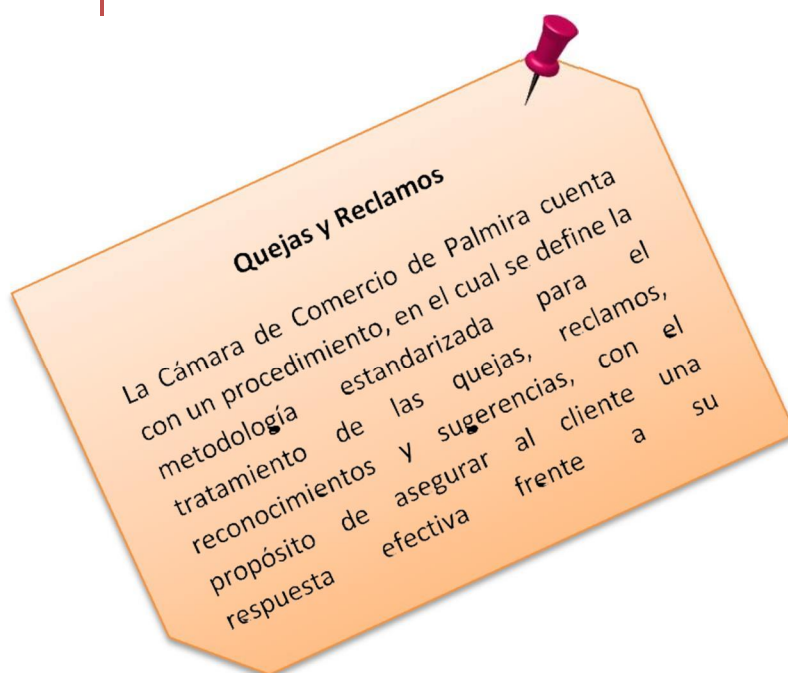 Quejas y Reclamos
La Cámara de Comercio de Palmira cuenta
con un procedimiento, en el cual se define la
metodología estandarizada para el
tratamiento de las quejas, reclamos,
reconocimientos y sugerencias, con el
propósito de asegurar al cliente una
respuesta efectiva frente a su